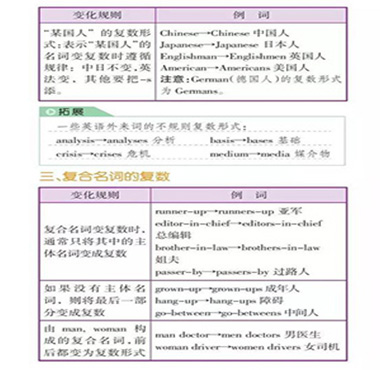 变化规则 例 词
“某国人”的复数形
式:表示“某国人”的
名词变复数时遵循
规律:中日不变,英
法变,其他要把-s
添。
Chinese→Chinese 中国人
Japanese→Japanese 日本人
Englishman→Englishmen 英国人
American→Americans 美国人
注意:German(德国人)的复数形式
为Germans。
拓展
一些英语外来词的不规则复数形式:
analysis→analyses 分析 basis→bases 基础
crisis→crises 危机 medium→media 媒介物
三、复合名词的复数
变化规则 例 词
复合名词变复数时,
通常只将其中的主
体名词变成复数
runner-up→runners-up 亚军
editor-in-chief→editors-in-chief
总编辑
brother-in-law→brothers-in-law
姐夫
passer-by→passers-by 过路人
如果没有主体名
词，则将最后一部
分变成复数
grown-up→grown-ups 成年人
hang-up→hang-ups 障碍
go-between→go-betweens 中间人
由 man, woman 构
成的复合名词,前
后都变为复数形式
man doctor→men doctors 男医生
woman driver→women drivers 女司机